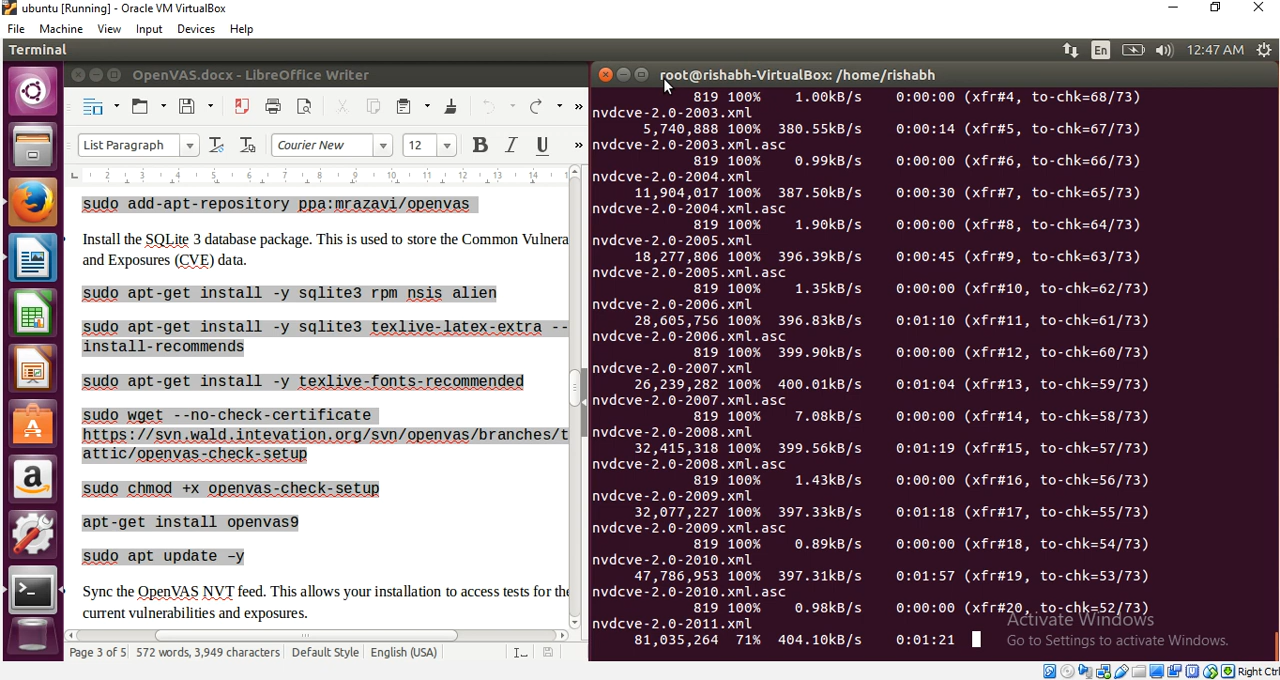 ubuntu [Running] - Oracle VM VirtualBox
File Machine View Input Devices Help
Terminal
En
12:47 AM
OpenVAS.docx - LibreOffice Writer
List Paragraph
Courier New
12
B I U
2 3 4 5 6 7 8 9 10 11 12 13 14
sudo add-apt-repository ppa:mrazavi/openvas
Install the SQLite 3 database package. This is used to store the Common Vulnera
and Exposures (CVE) data.
sudo apt-get install -y sqlite3 rpm nsis alien
sudo apt-get install -y sqlite3 texlive-latex-extra --
install-recommends
sudo apt-get install -y texlive-fonts-recommended
sudo wget --no-check-certificate
https://svn.wald.intevation.org/svn/openvas/branches/t
attic/openvas-check-setup
sudo chmod +x openvas-check-setup
apt-get install openvas9
sudo apt update –y
Sync the OpenVAS NVT feed. This allows your installation to access tests for the
current vulnerabilities and exposures.
Page 3 of 5 572 words, 3,949 characters Default Style English (USA)
root@rishabh-VirtualBox: /home/rishabh
819 100% 1.00kB/s 0:00:00 (xfr#4, to-chk=68/73)
nvdcve-2.0-2003.xml
5,740,888 100% 380.55kB/s 0:00:14 (xfr#5, to-chk=67/73)
nvdcve-2.0-2003.xml.asc
819 100% 0.99kB/s 0:00:00 (xfr#6, to-chk=66/73)
nvdcve-2.0-2004.xml
11,904,017 100% 387.50kB/s 0:00:30 (xfr#7, to-chk=65/73)
nvdcve-2.0-2004.xml.asc
819 100% 1.90kB/s 0:00:00 (xfr#8, to-chk=64/73)
nvdcve-2.0-2005.xml
18,277,806 100% 396.39kB/s 0:00:45 (xfr#9, to-chk=63/73)
nvdcve-2.0-2005.xml.asc
819 100% 1.35kB/s 0:00:00 (xfr#10, to-chk=62/73)
nvdcve-2.0-2006.xml
28,605,756 100% 396.83kB/s 0:01:10 (xfr#11, to-chk=61/73)
nvdcve-2.0-2006.xml.asc
819 100% 399.90kB/s 0:00:00 (xfr#12, to-chk=60/73)
nvdcve-2.0-2007.xml
26,239,282 100% 400.01kB/s 0:01:04 (xfr#13, to-chk=59/73)
nvdcve-2.0-2007.xml.asc
819 100% 7.08kB/s 0:00:00 (xfr#14, to-chk=58/73)
nvdcve-2.0-2008.xml
32,415,318 100% 399.56kB/s 0:01:19 (xfr#15, to-chk=57/73)
nvdcve-2.0-2008.xml.asc
819 100% 1.43kB/s 0:00:00 (xfr#16, to-chk=56/73)
nvdcve-2.0-2009.xml
32,077,227 100% 397.33kB/s 0:01:18 (xfr#17, to-chk=55/73)
nvdcve-2.0-2009.xml.asc
819 100% 0.89kB/s 0:00:00 (xfr#18, to-chk=54/73)
nvdcve-2.0-2010.xml
47,786,953 100% 397.31kB/s 0:01:57 (xfr#19, to-chk=53/73)
nvdcve-2.0-2010.xml.asc
819 100% 0.98kB/s 0:00:00 (xfr#20, to-chk=52/73)
nvdcve-2.0-2011.xml
81,035,264 71% 404.10kB/s 0:01:21
Activate Windows
Go to Settings to activate Windows.
Right Ctrl